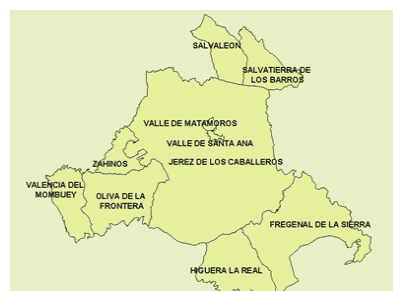 SALVALEON
SALVATIERRA DE
LOS BARROS
VALLE DE MATAMOROS
VALLE DE SANTA ANA
ZAHINOS
JEREZ DE LOS CABALLEROS
VALENCIA DEL
MOMBUEY
OLIVA DE LA
FRONTERA
FREGENAL DE LA SIERRA
HIGUERA LA REAL